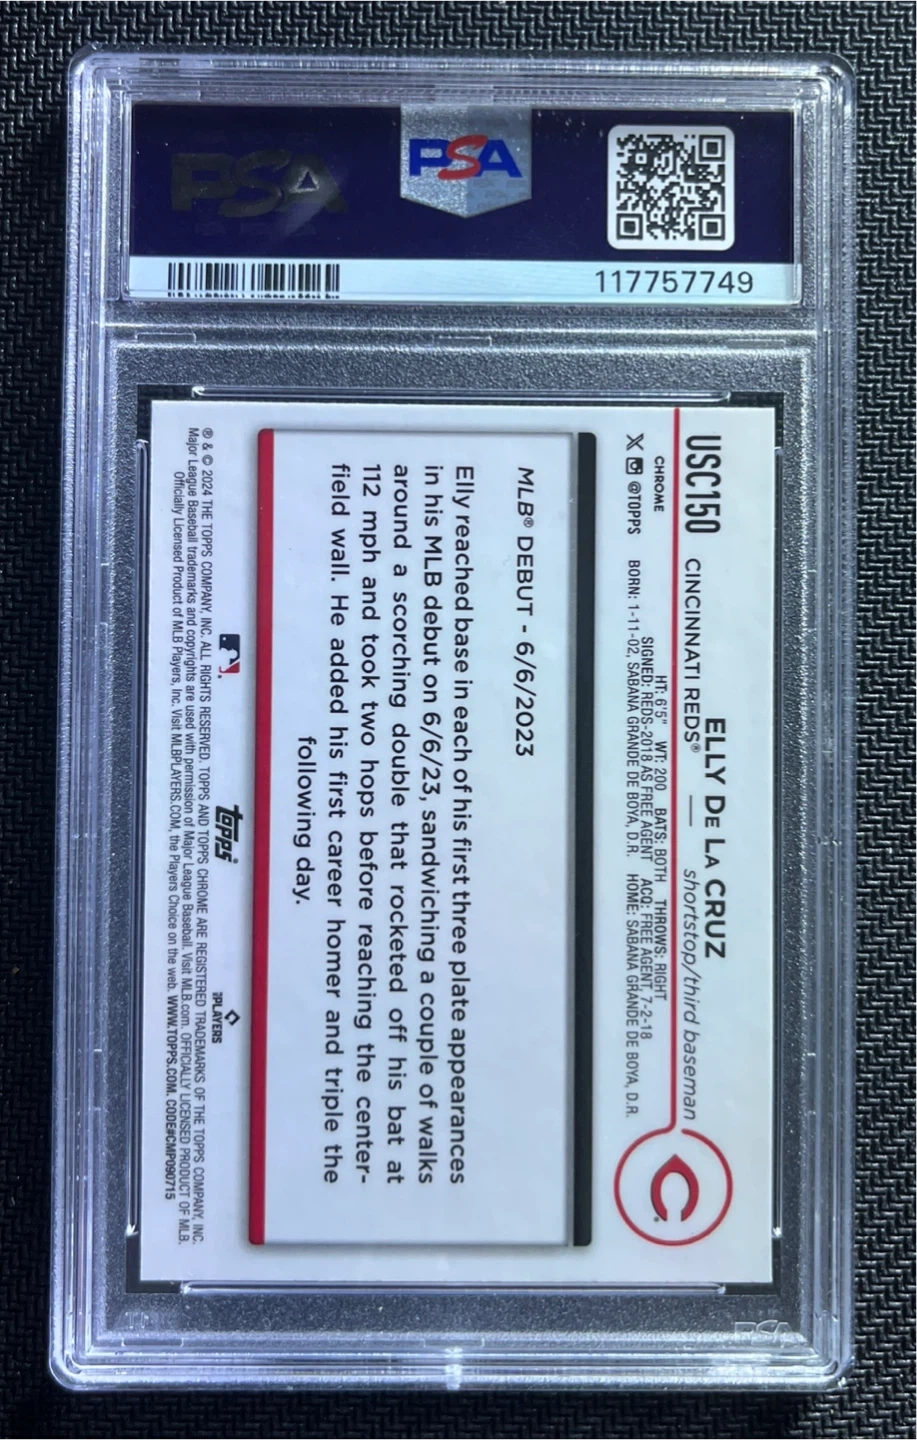 PSA
PSA
117757749
USC150
ELLY DE LA CRUZ
CINCINNATI REDS® — shortstop/third baseman
CHROME
HT: 6'5" WT: 200 BATS: BOTH THROWS: RIGHT
SIGNED: REDS-2018 AS FREE AGENT ACQ: FREE AGENT, 7-2-18
@TOPPS BORN: 1-11-02, SABANA GRANDE DE BOYA, D.R. HOME: SABANA GRANDE DE BOYA, D.R.
C
MLB® DEBUT - 6/6/2023
Elly reached base in each of his first three plate appearances
in his MLB debut on 6/6/23, sandwiching a couple of walks
around a scorching double that rocketed off his bat at
112 mph and took two hops before reaching the center-
field wall. He added his first career homer and triple the
following day.
topps®
PLAYERS
® & © 2024 THE TOPPS COMPANY, INC. ALL RIGHTS RESERVED. TOPPS AND TOPPS CHROME ARE REGISTERED TRADEMARKS OF THE TOPPS COMPANY, INC.
Major League Baseball trademarks and copyrights are used with permission of Major League Baseball. Visit MLB.com. OFFICIALLY LICENSED PRODUCT OF MLB.
Officially Licensed Product of MLB Players, Inc. Visit MLBPLAYERS.COM, the Players Choice on the web. WWW.TOPPS.COM. CODE#CMP090715
PSA